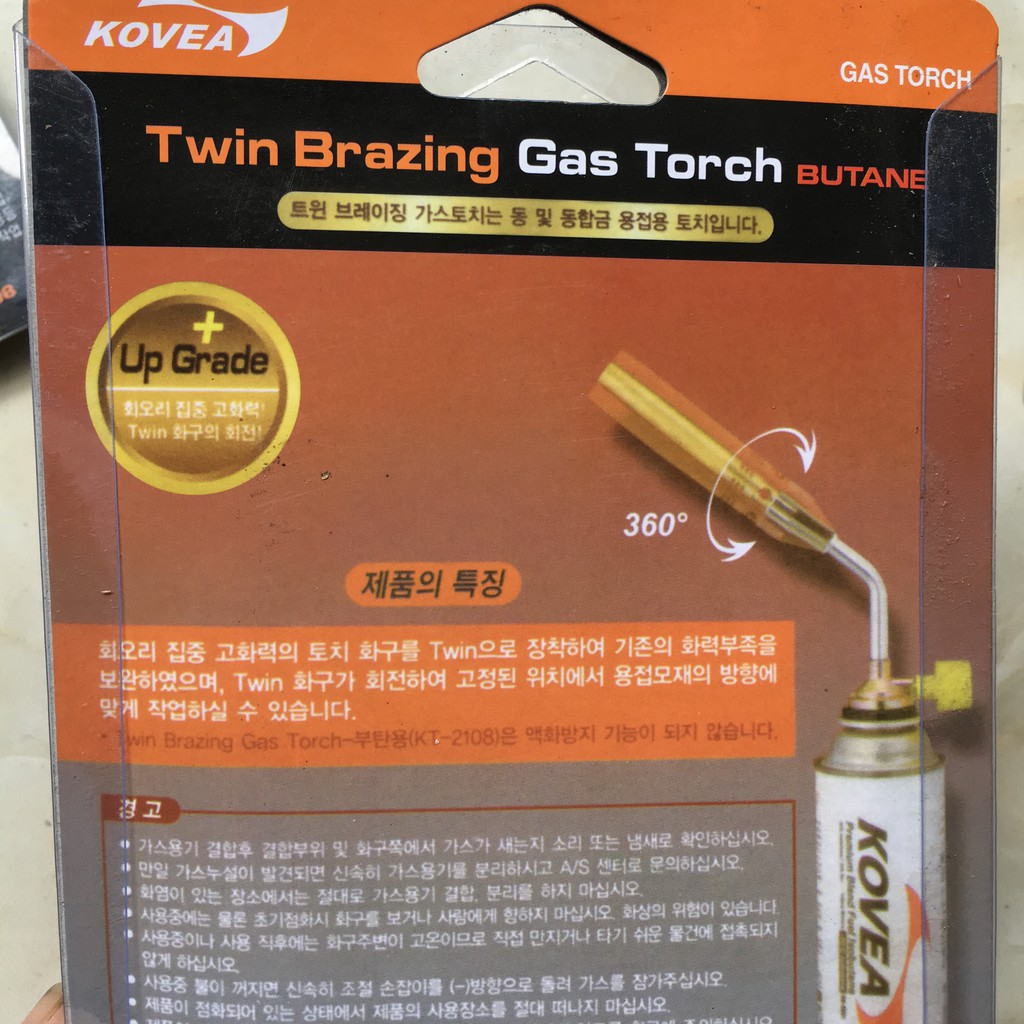 KOVEA
GAS TORCH
Twin Brazing Gas Torch BUTANE
트윈 브레이징 가스토치는 동 및 동합금 용접용 토치입니다.
+
Up Grade
회오리 집중 고화력!
Twin 화구의 회전!
360°
제품의 특징
회오리 집중 고화력의 토치 화구를 Twin으로 장착하여 기존의 화력부족을
보완하였으며, Twin 화구가 회전하여 고정된 위치에서 용접모재의 방향에
맞게 작업하실 수 있습니다.
* Twin Brazing Gas Torch-부탄용(KT-2108)은 액화방지 기능이 되지 않습니다.
경 고
• 가스용기 결합후 결합부위 및 화구쪽에서 가스가 새는지 소리 또는 냄새로 확인하십시오.
• 만일 가스누설이 발견되면 신속히 가스용기를 분리하시고 A/S 센터로 문의하십시오.
• 화염이 있는 장소에서는 절대로 가스용기 결합, 분리를 하지 마십시오.
• 사용중에는 물론 초기점화시 화구를 보거나 사람에게 향하지 마십시오. 화상의 위험이 있습니다.
• 사용중이나 사용 직후에는 화구주변이 고온이므로 직접 만지거나 타기 쉬운 물건에 접촉되지
않게 하십시오.
• 사용중 불이 꺼지면 신속히 조절 손잡이를 (-)방향으로 돌려 가스를 잠가주십시오.
• 제품이 점화되어 있는 상태에서 제품의 사용장소를 절대 떠나지 마십시오.
KOVEA